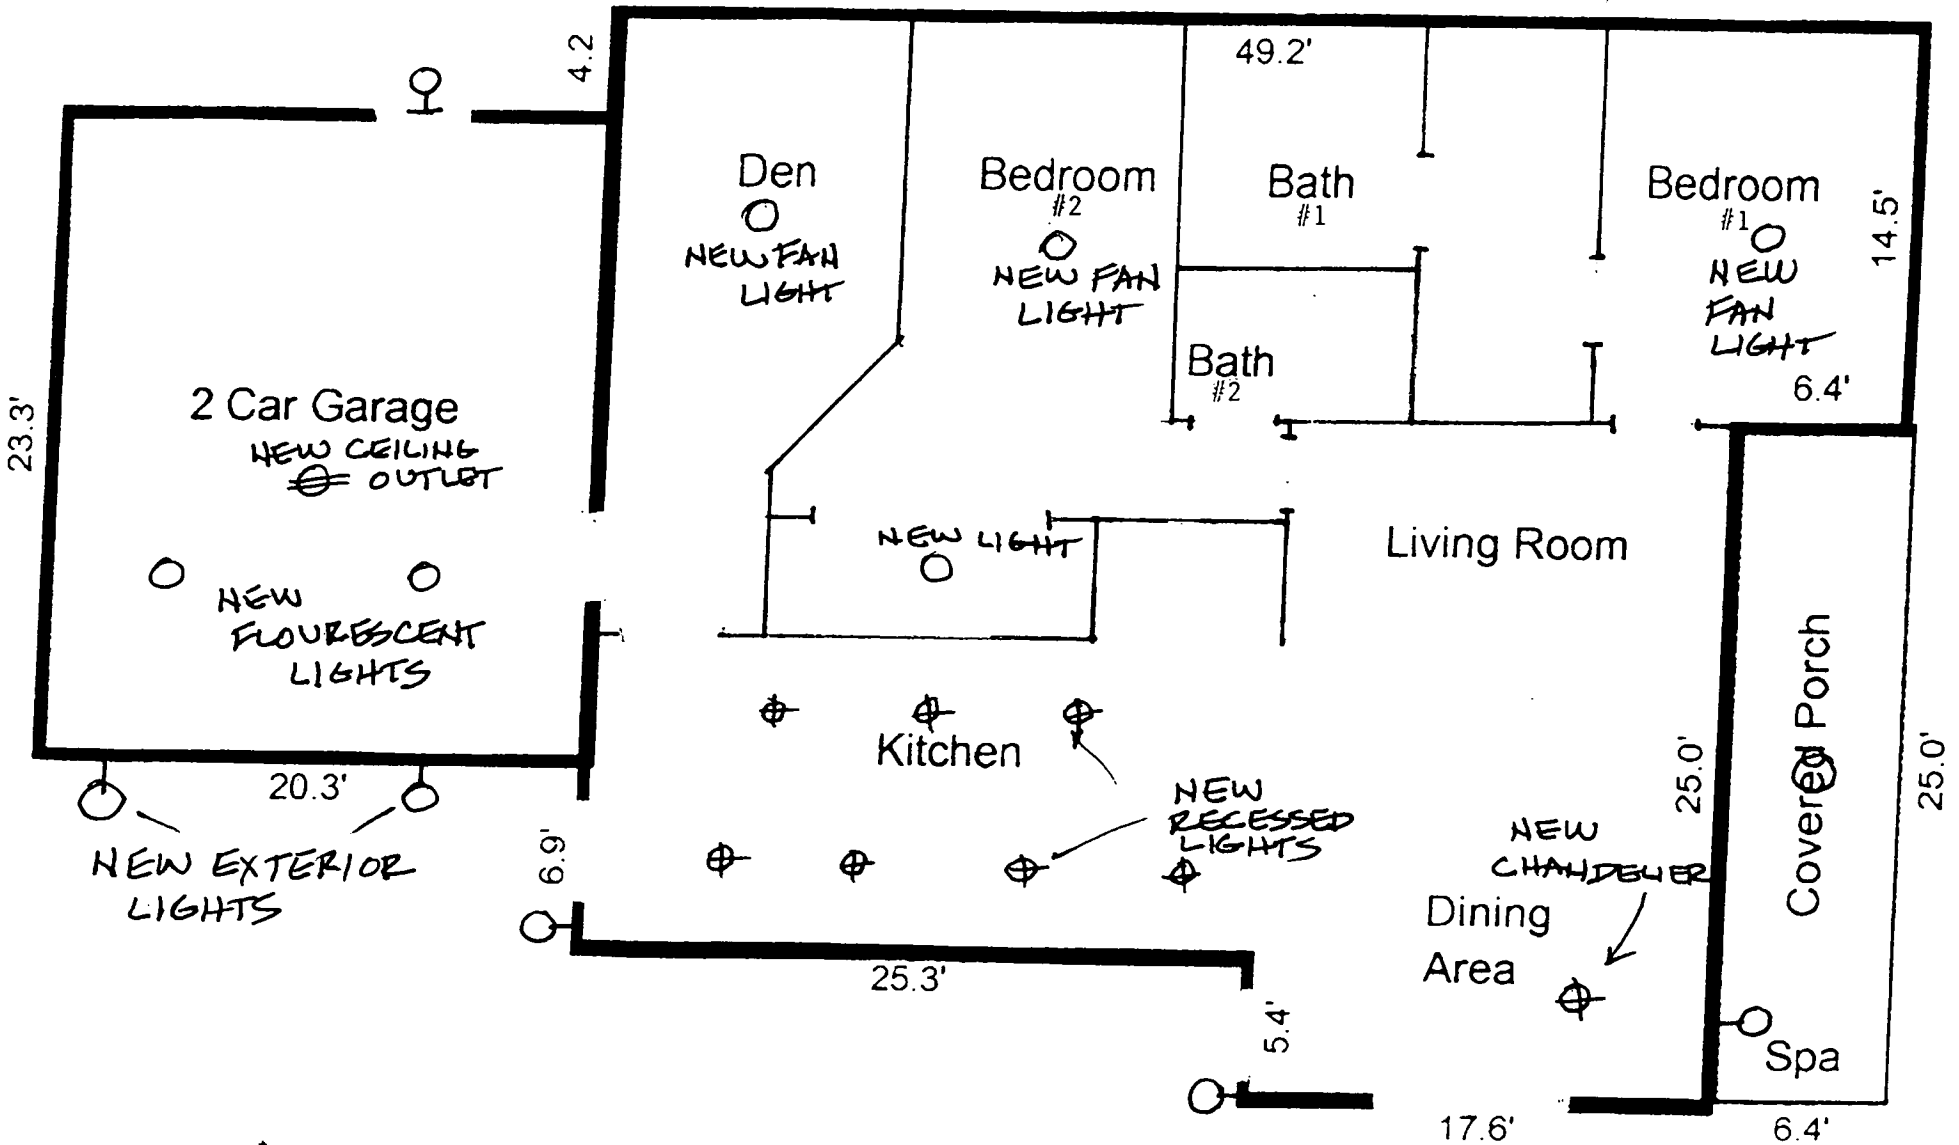 49.2'
4.2
Den
NEW FAN
LIGHT
Bedroom
#2
NEW FAN
LIGHT
Bath
#1
Bedroom
#1
NEW
FAN
LIGHT
14.5'
6.4'
Bath
#2
2 Car Garage
NEW CEILING
OUTLET
23.3'
NEW
FLOURESCENT
LIGHTS
NEW LIGHT
Living Room
Kitchen
NEW
RECESSED
LIGHTS
20.3'
NEW EXTERIOR
LIGHTS
6.9'
25.3'
NEW
CHANDELIER
Dining
Area
5.4'
17.6'
25.0'
Covered Porch
25.0'
Spa
6.4'